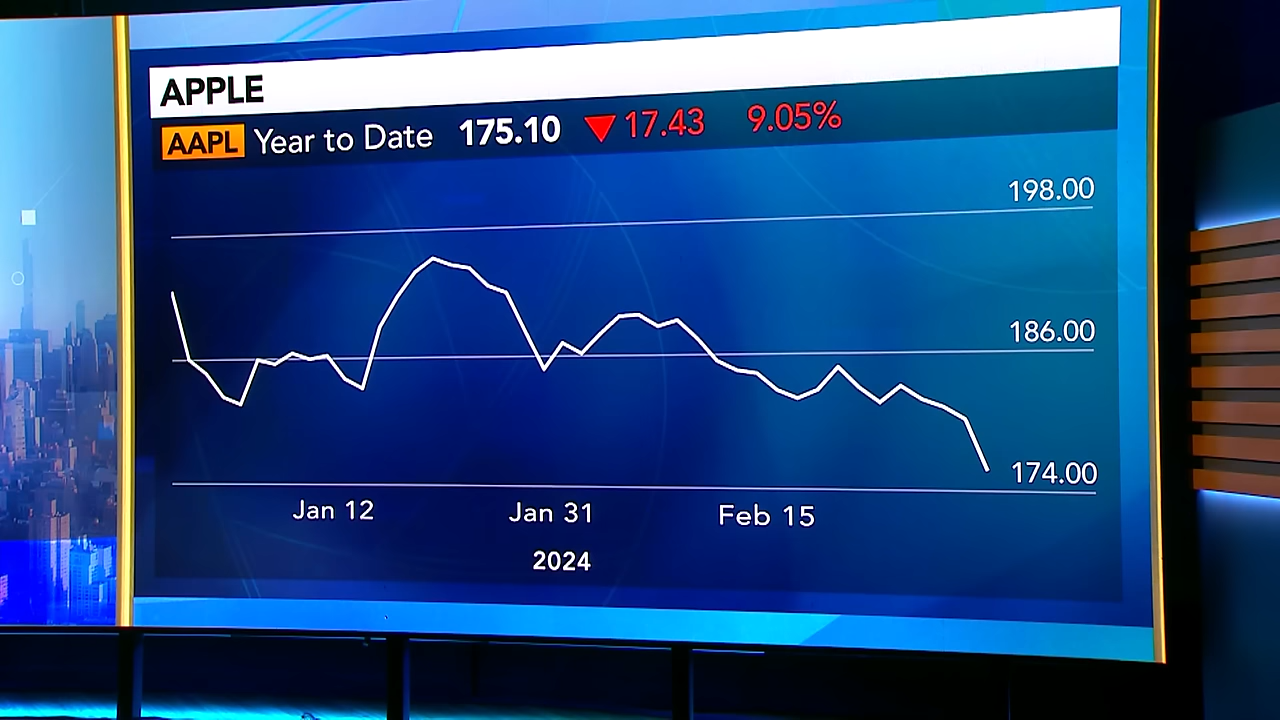 APPLE
AAPL Year to Date 175.10 ▼ 17.43 9.05%
198.00
186.00
174.00
Jan 12 Jan 31 Feb 15
2024